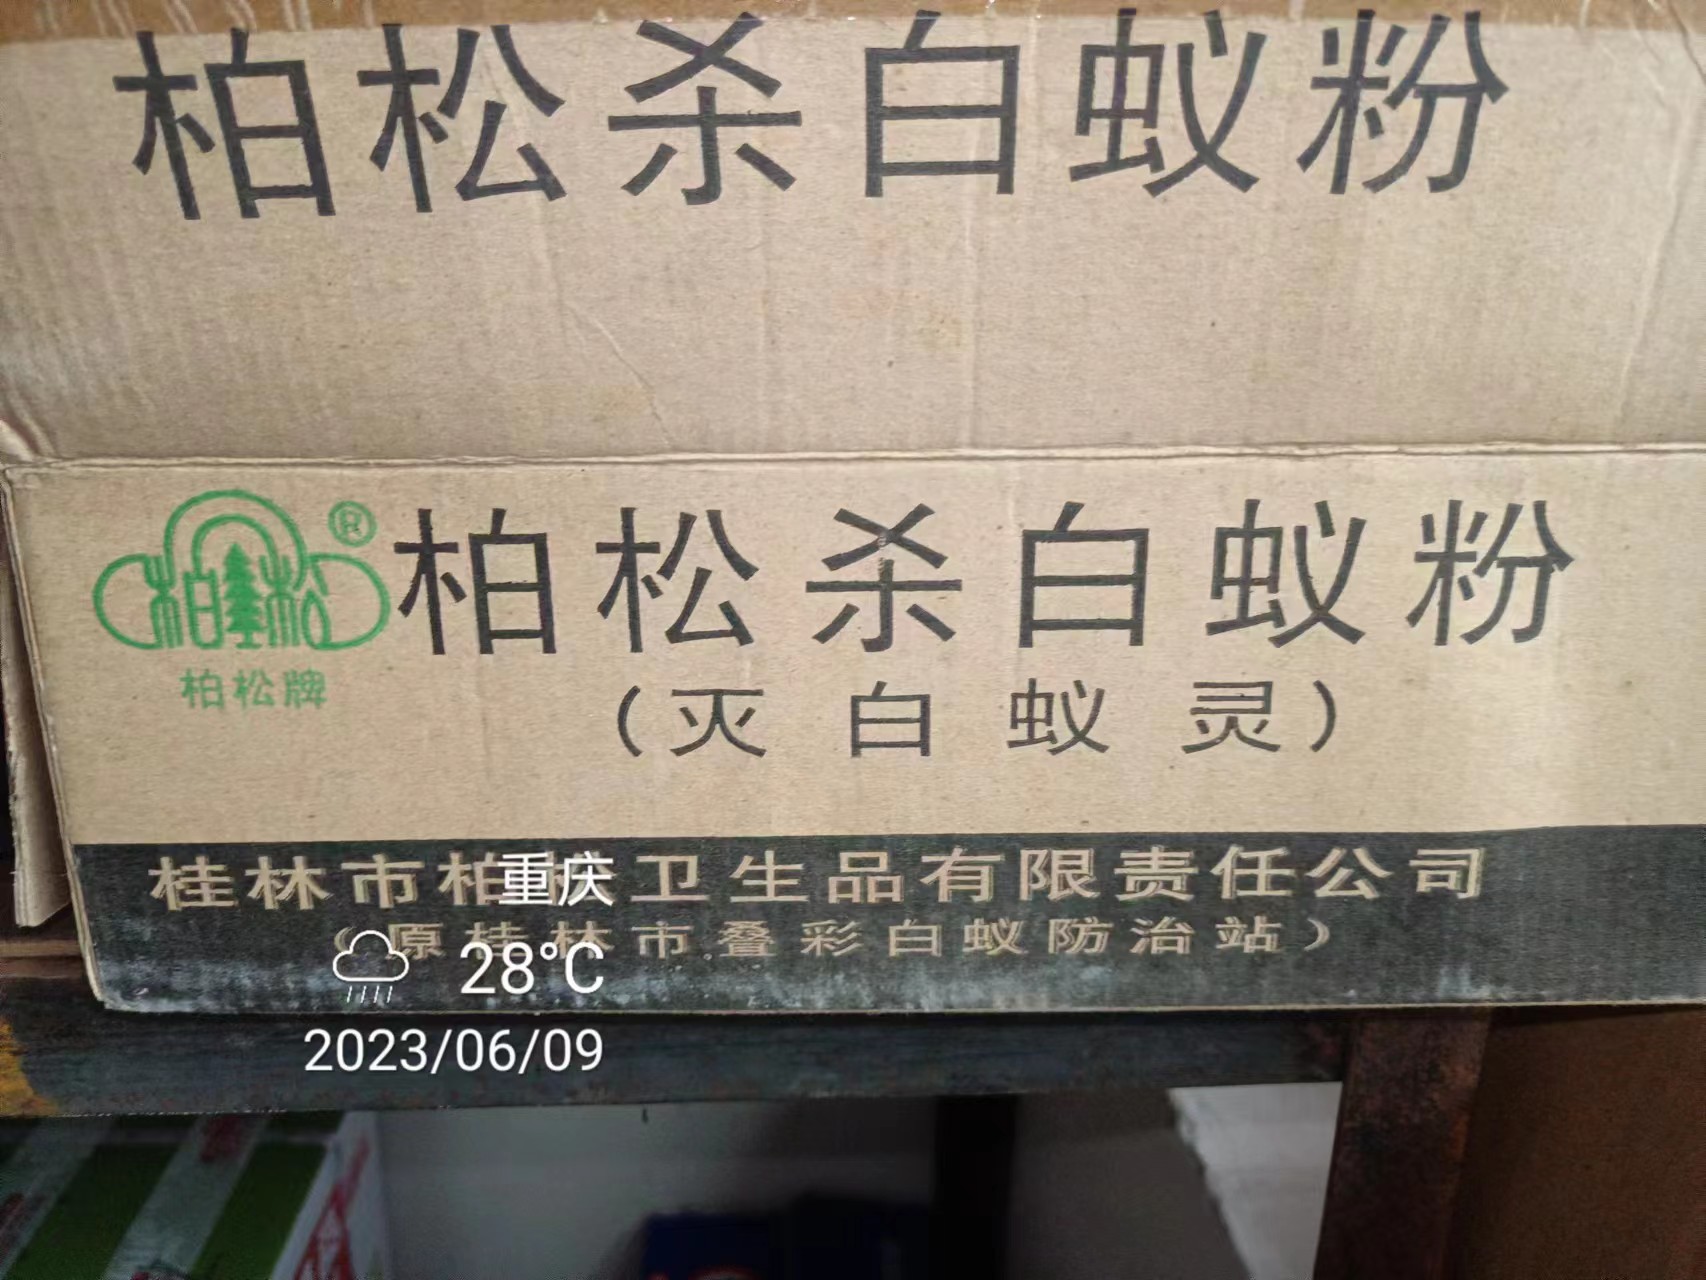 柏松杀白蚁粉
柏松
®
柏松杀白蚁粉
柏松牌
(灭白蚁灵)
桂林市柏 卫生品有限责任公司
重庆
(原桂林市叠彩白蚁防治站)
28°C
2023/06/09